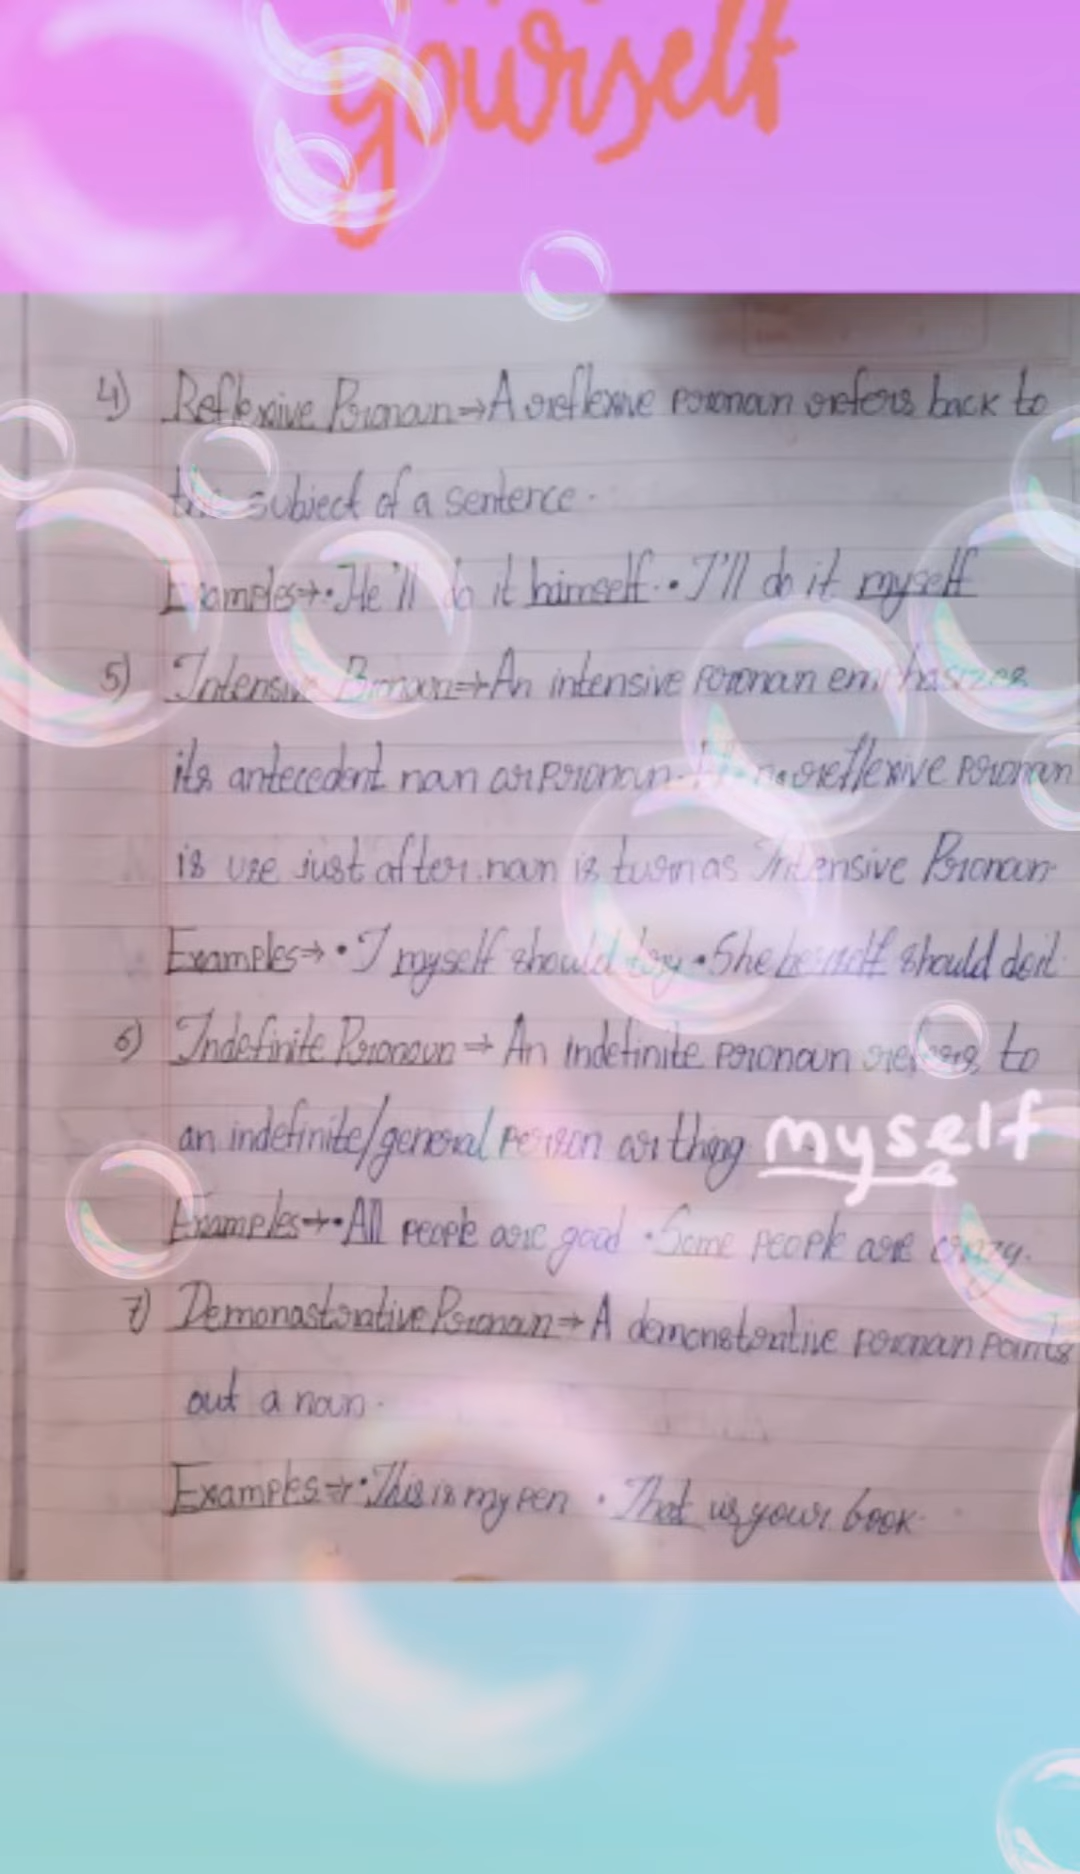 yourself
4) Reflexive Pronoun ⇒ A reflexive pronoun refers back to
the subject of a sentence.
Examples → • He'll do it himself. • I'll do it myself
5) Intensive Pronoun ⇒ An intensive pronoun emphasizes
its antecedent noun or pronoun. reflexive pronoun
is use just after noun is turn as Intensive Pronoun
Examples ⇒ • I myself should try • She herself should do it.
6) Indefinite Pronoun ⇒ An indefinite pronoun refers to
an indefinite/general person or thing
myself
Examples → • All people are good • Some people are crazy.
7) Demonastrative Pronoun ⇒ A demonstrative pronoun points
out a noun.
Examples ⇒ • This is my pen • That is your book.